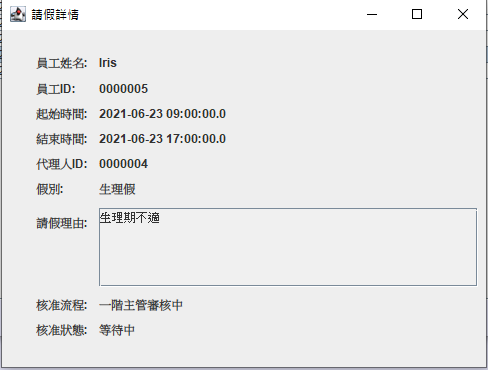 請假詳情
員工姓名: Iris
員工ID: 0000005
起始時間: 2021-06-23 09:00:00.0
結束時間: 2021-06-23 17:00:00.0
代理人ID: 0000004
假別: 生理假
請假理由: 生理期不適
核准流程: 一階主管審核中
核准狀態: 等待中